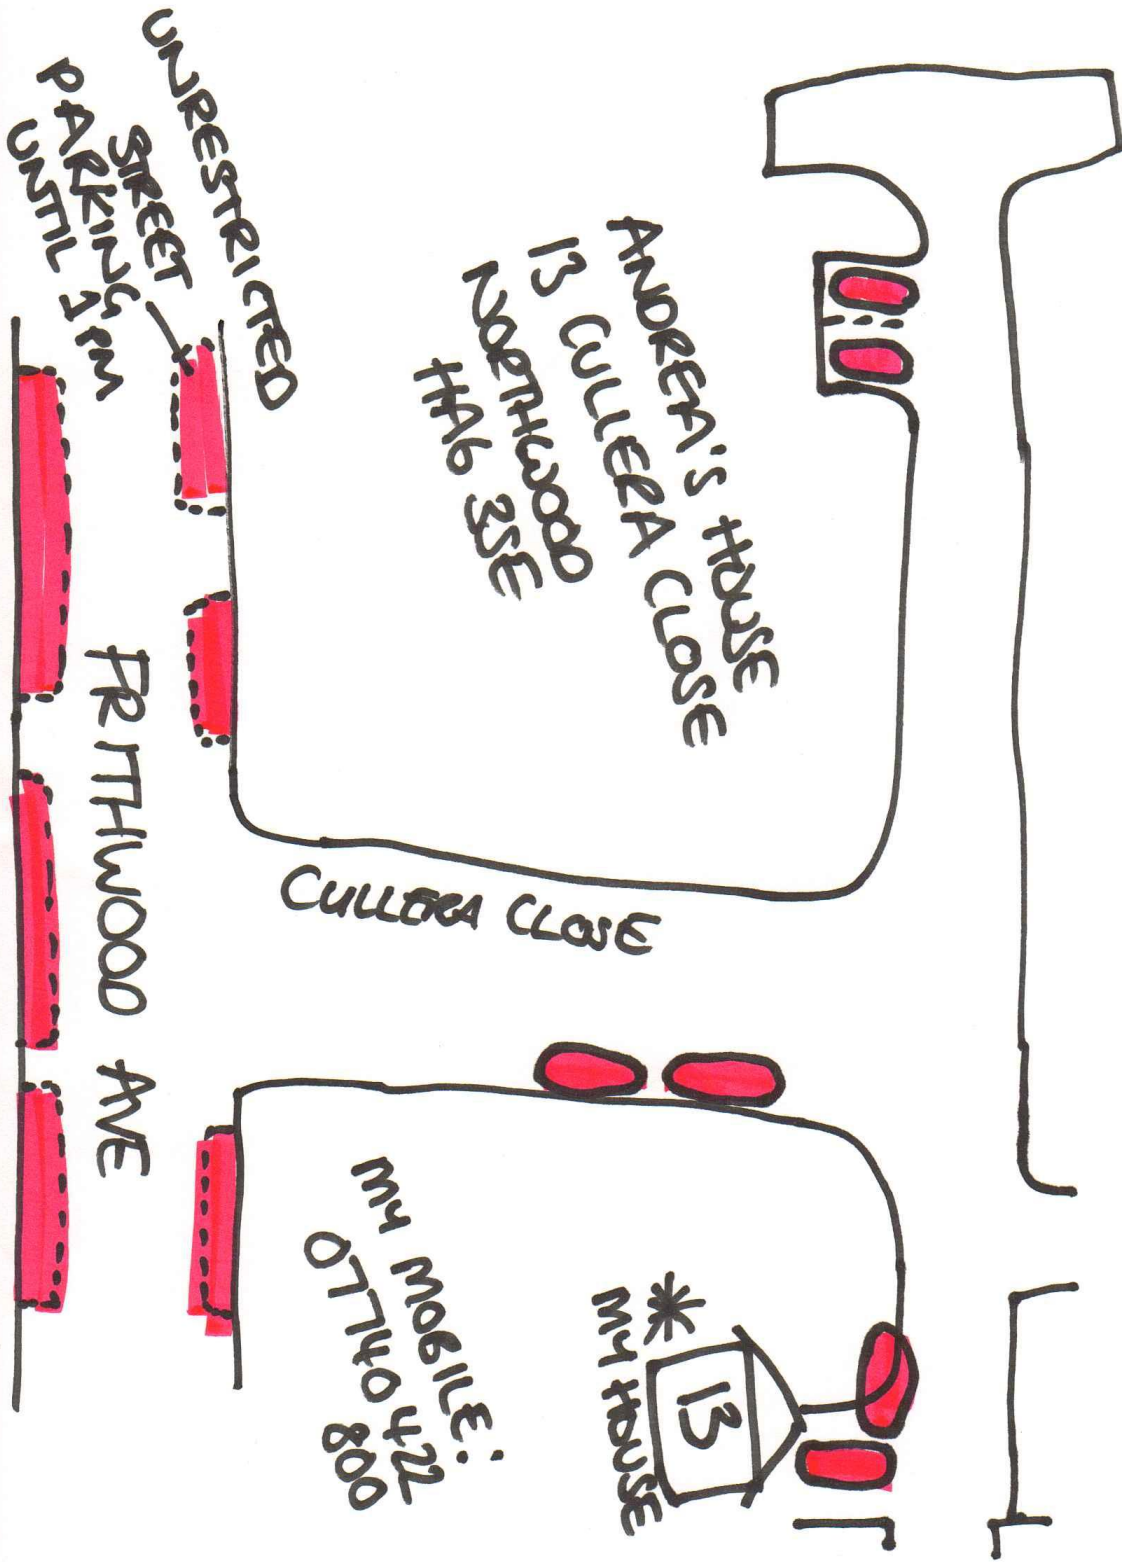 ANDREA'S HOUSE
13 CULLERA CLOSE
NORTHWOOD
HA6 3SE
UNRESTRICTED
STREET
PARKING
UNTIL 1PM
CULLERA CLOSE
FRITHWOOD AVE
* MY HOUSE
13
MY MOBILE:
07740 422
800